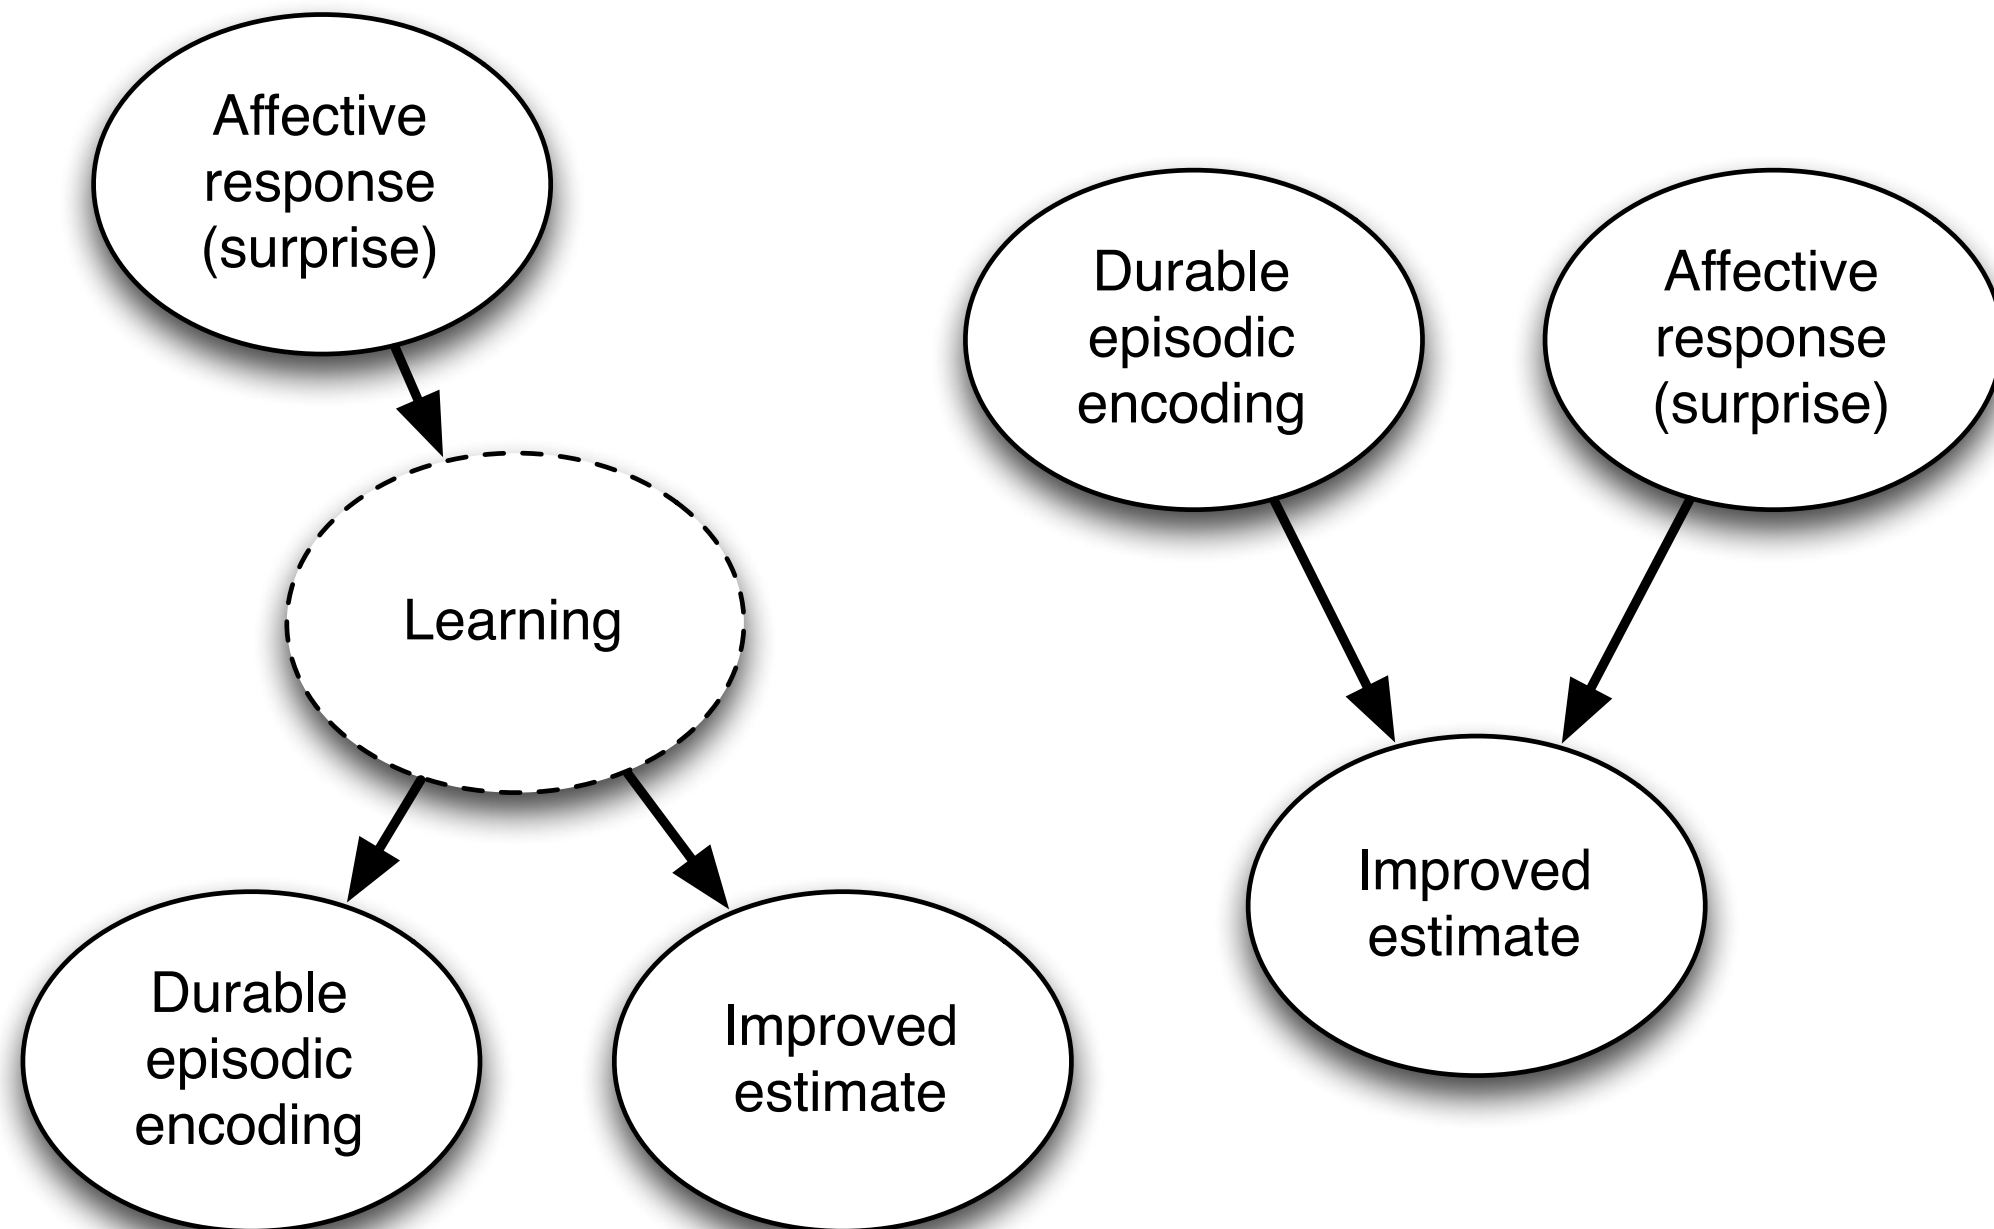 Affective
response
(surprise)
Learning
Durable
episodic
encoding
Improved
estimate
Durable
episodic
encoding
Affective
response
(surprise)
Improved
estimate